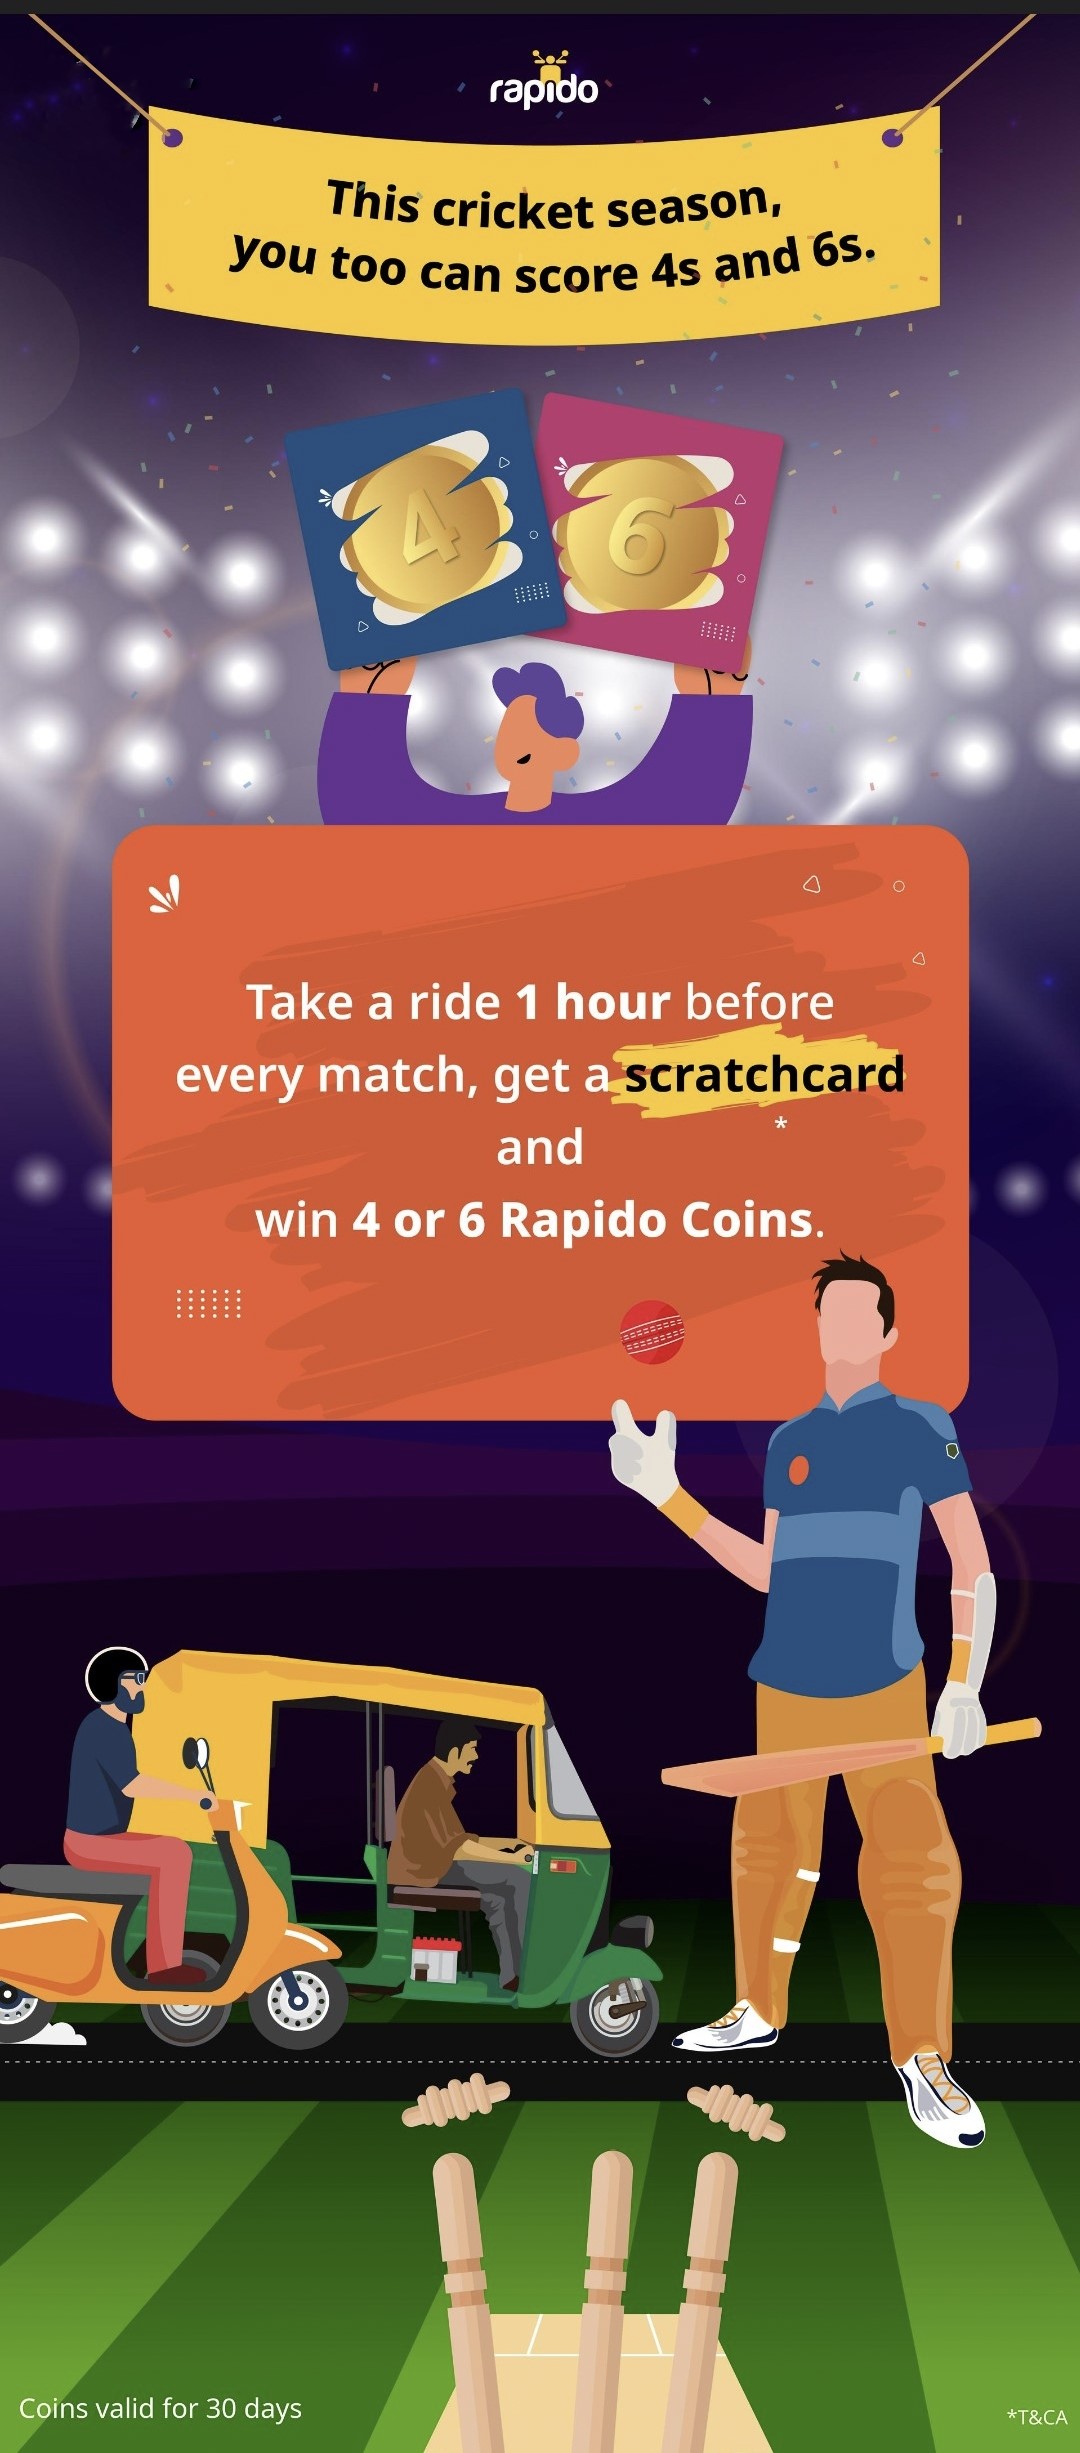 rapido
This cricket season,
you too can score 4s and 6s.
4 6
Take a ride 1 hour before
every match, get a scratchcard
*
and
win 4 or 6 Rapido Coins.
Coins valid for 30 days
*T&CA